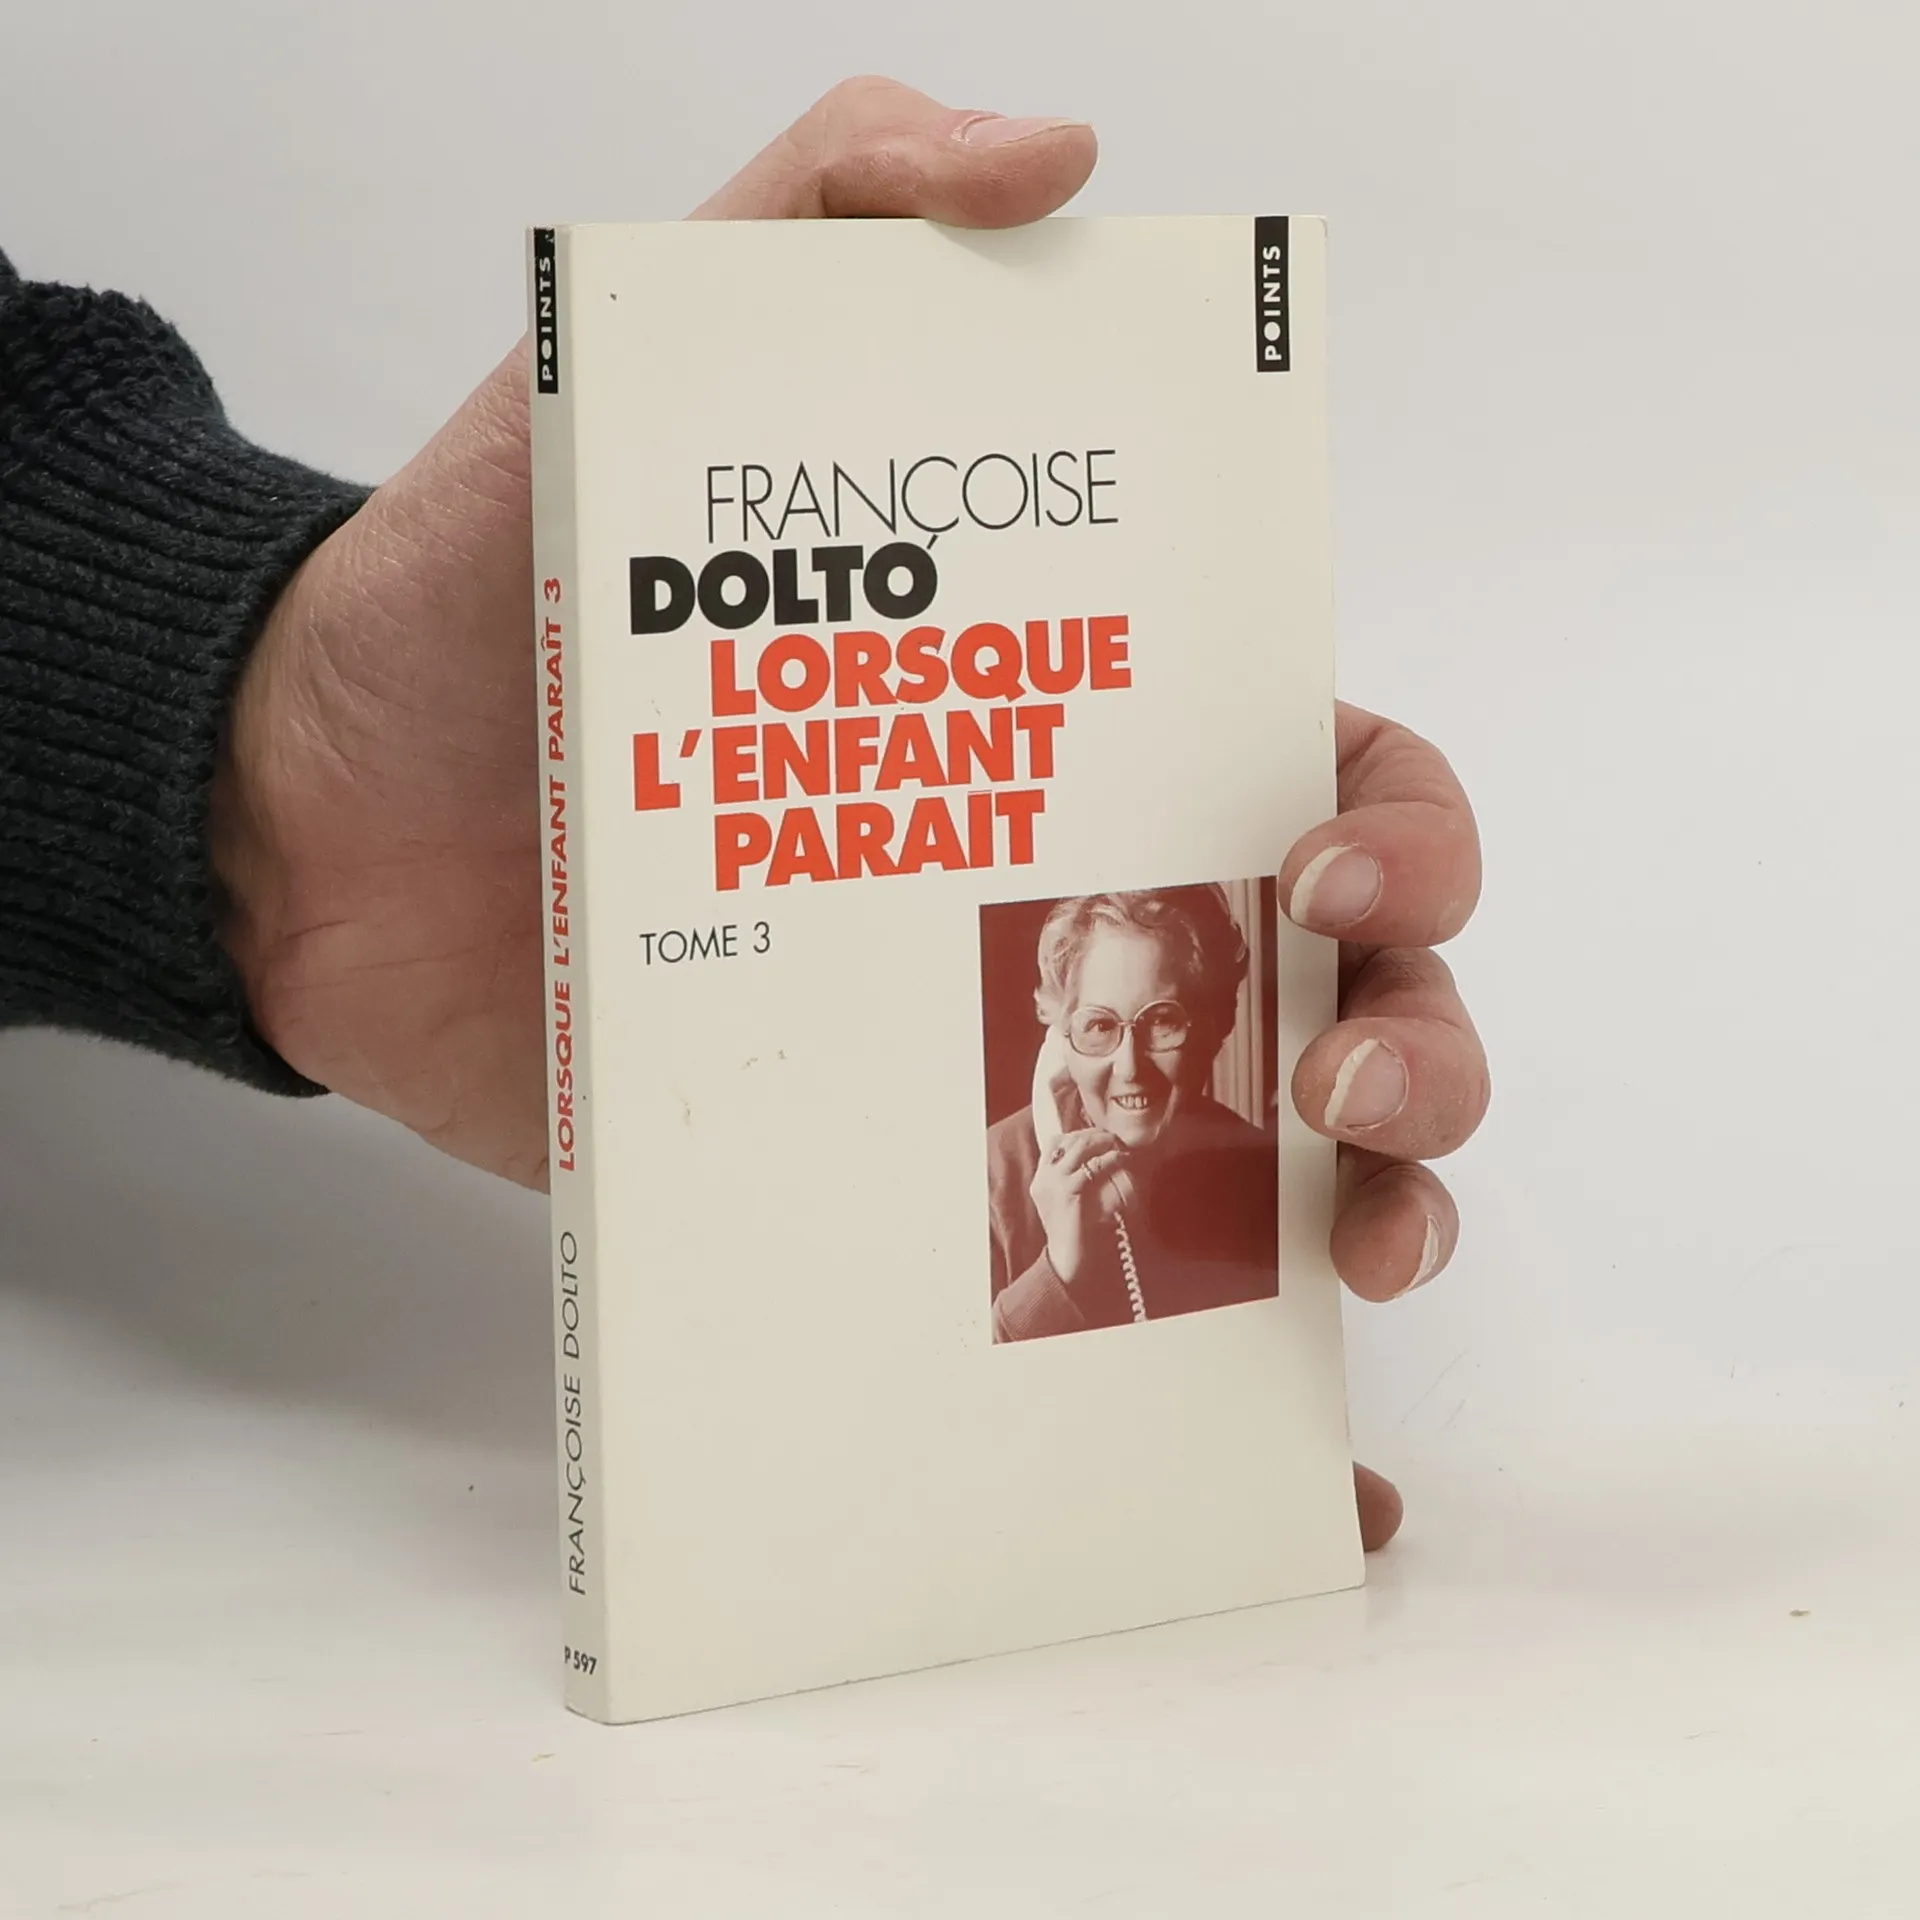 POINTS
FRANÇOISE
DOLTO
LORSQUE
L'ENFANT
PARAÎT
TOME 3
POINTS
LORSQUE L'ENFANT PARAÎT 3
FRANÇOISE DOLTO
P 597